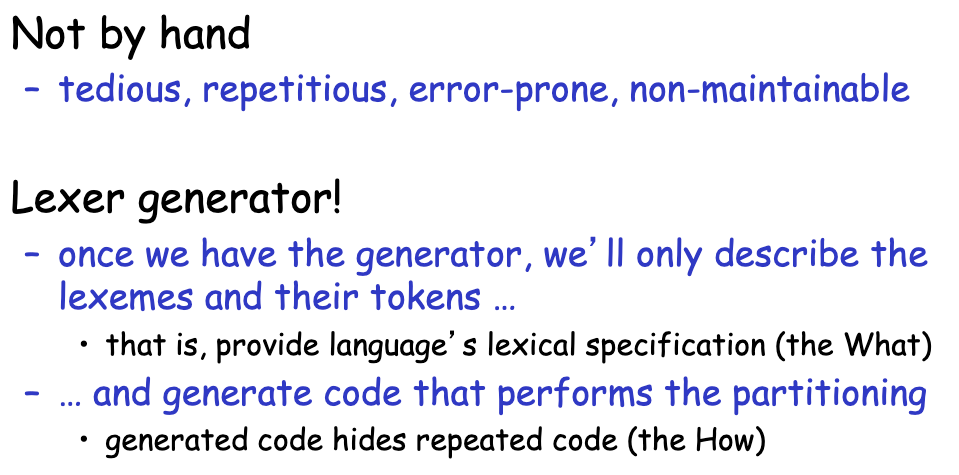 Not by hand
– tedious, repetitious, error-prone, non-maintainable
Lexer generator!
– once we have the generator, we’ll only describe the
lexemes and their tokens …
• that is, provide language’s lexical specification (the What)
– … and generate code that performs the partitioning
• generated code hides repeated code (the How)